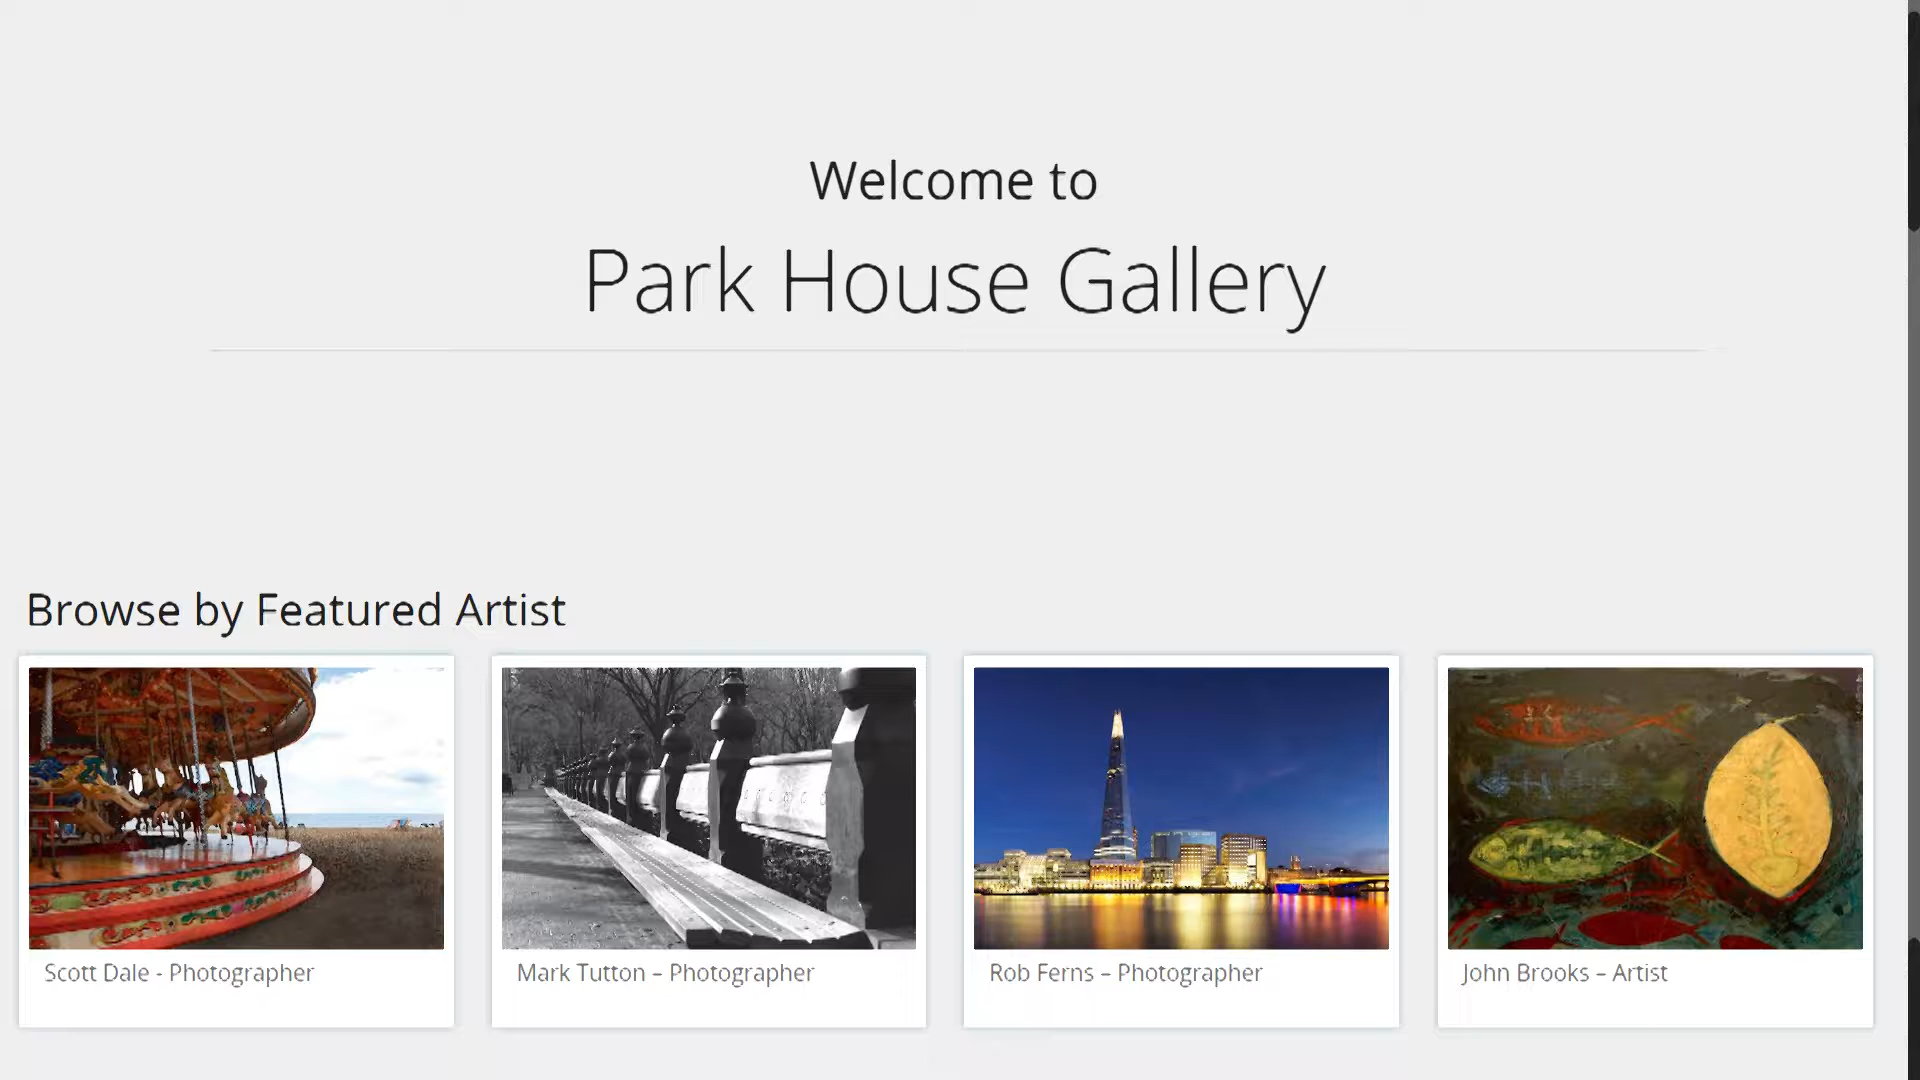 Welcome to
Park House Gallery
Browse by Featured Artist
Scott Dale - Photographer
Mark Tutton – Photographer
Rob Ferns – Photographer
John Brooks – Artist